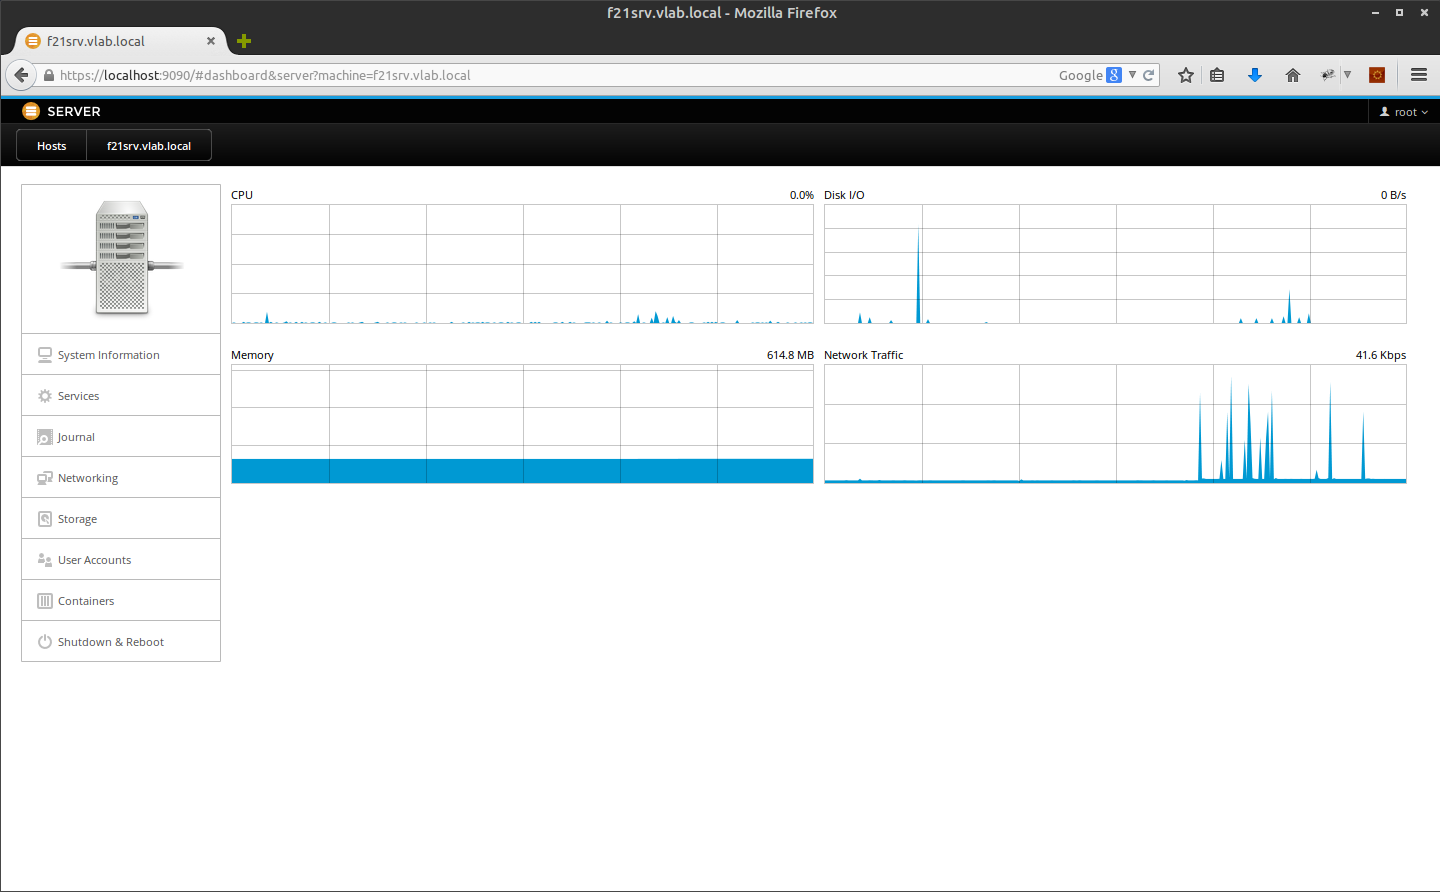 f21srv.vlab.local - Mozilla Firefox
f21srv.vlab.local
https://localhost:9090/#dashboard&server?machine=f21srv.vlab.local
Google
8
SERVER
root
Hosts
f21srv.vlab.local
CPU 0.0%
Disk I/O 0 B/s
Memory 614.8 MB
Network Traffic 41.6 Kbps
System Information
Services
Journal
Networking
Storage
User Accounts
Containers
Shutdown & Reboot